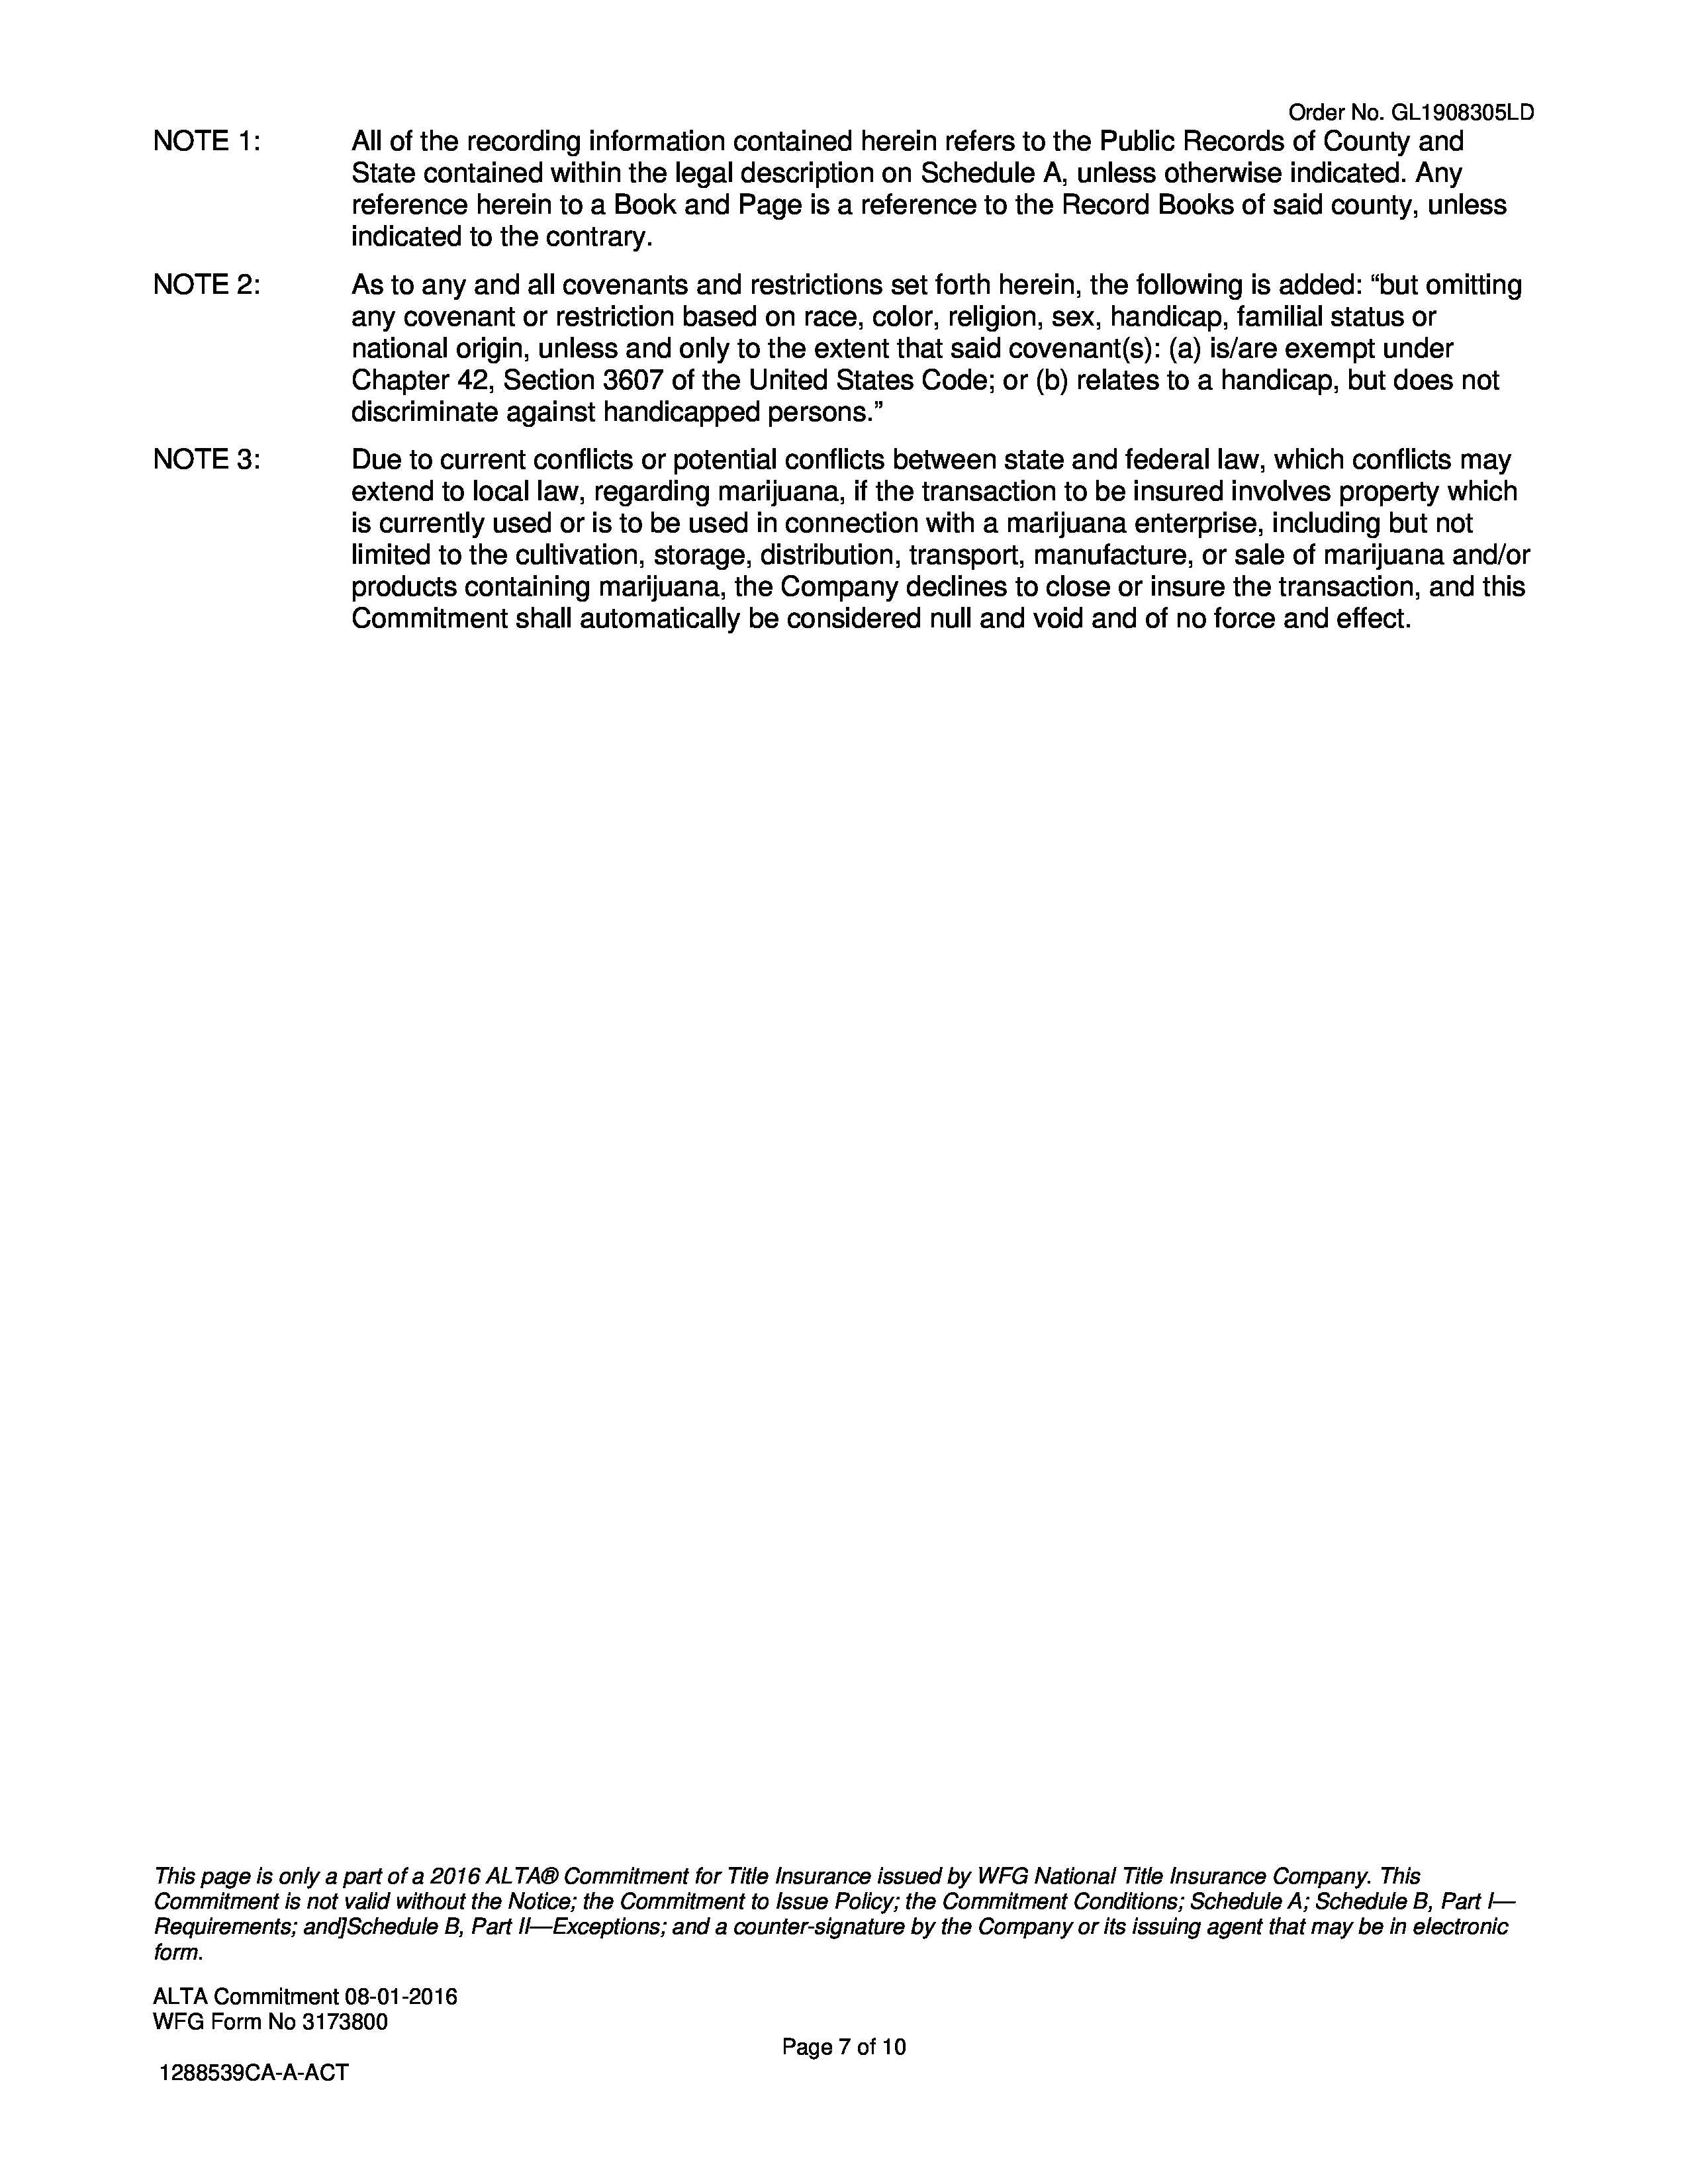 Order No. GL1908305LD
NOTE 1: All of the recording information contained herein refers to the Public Records of County and
State contained within the legal description on Schedule A, unless otherwise indicated. Any
reference herein to a Book and Page is a reference to the Record Books of said county, unless
indicated to the contrary.
NOTE 2: As to any and all covenants and restrictions set forth herein, the following is added: “but omitting
any covenant or restriction based on race, color, religion, sex, handicap, familial status or
national origin, unless and only to the extent that said covenant(s): (a) is/are exempt under
Chapter 42, Section 3607 of the United States Code; or (b) relates to a handicap, but does not
discriminate against handicapped persons.”
NOTE 3: Due to current conflicts or potential conflicts between state and federal law, which conflicts may
extend to local law, regarding marijuana, if the transaction to be insured involves property which
is currently used or is to be used in connection with a marijuana enterprise, including but not
limited to the cultivation, storage, distribution, transport, manufacture, or sale of marijuana and/or
products containing marijuana, the Company declines to close or insure the transaction, and this
Commitment shall automatically be considered null and void and of no force and effect.
This page is only a part of a 2016 ALTA® Commitment for Title Insurance issued by WFG National Title Insurance Company. This
Commitment is not valid without the Notice; the Commitment to Issue Policy; the Commitment Conditions; Schedule A; Schedule B, Part I—
Requirements; and]Schedule B, Part II—Exceptions; and a counter-signature by the Company or its issuing agent that may be in electronic
form.
ALTA Commitment 08-01-2016
WFG Form No 3173800
Page 7 of 10
1288539CA-A-ACT